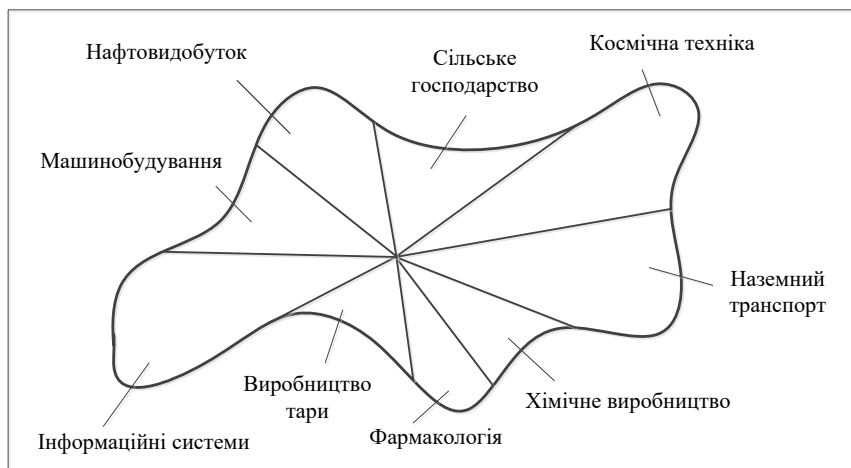 Космічна техніка
Нафтовидобуток
Сільське
господарство
Машинобудування
Наземний
транспорт
Виробництво
тари
Хімічне виробництво
Фармакологія
Інформаційні системи